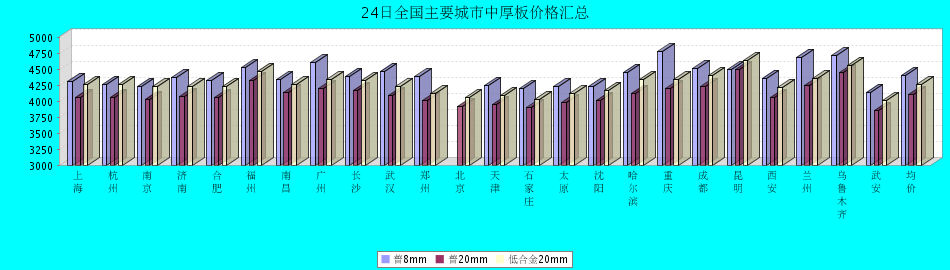 24日全国主要城市中厚板价格汇总
5000
4750
4500
4250
4000
3750
3500
3250
3000
上海
杭州
南京
济南
合肥
福州
南昌
广州
长沙
武汉
郑州
北京
天津
石家庄
太原
沈阳
哈尔滨
重庆
成都
昆明
西安
兰州
乌鲁木齐
武安
均价
普8mm 普20mm 低合金20mm